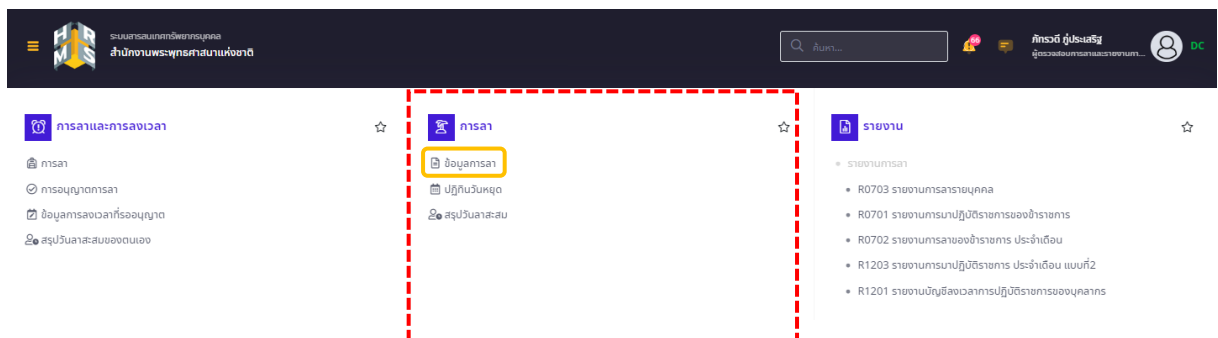 HR
MS
ระบบสารสนเทศทรัพยากรบุคคล
สำนักงานพระพุทธศาสนาแห่งชาติ
ค้นหา...
66
ภัทรวดี ภู่ประเสริฐ
ผู้ตรวจสอบการลาและรายงานกา...
DC
การลาและการลงเวลา
การลา
การอนุญาตการลา
ข้อมูลการลงเวลาที่รออนุญาต
สรุปวันลาสะสมของตนเอง
การลา
ข้อมูลการลา
ปฏิทินวันหยุด
สรุปวันลาสะสม
รายงาน
รายงานการลา
R0703 รายงานการลารายบุคคล
R0701 รายงานการมาปฏิบัติราชการของข้าราชการ
R0702 รายงานการลาของข้าราชการ ประจำเดือน
R1203 รายงานการมาปฏิบัติราชการ ประจำเดือน แบบที่2
R1201 รายงานบัญชีลงเวลาการปฏิบัติราชการของบุคลากร